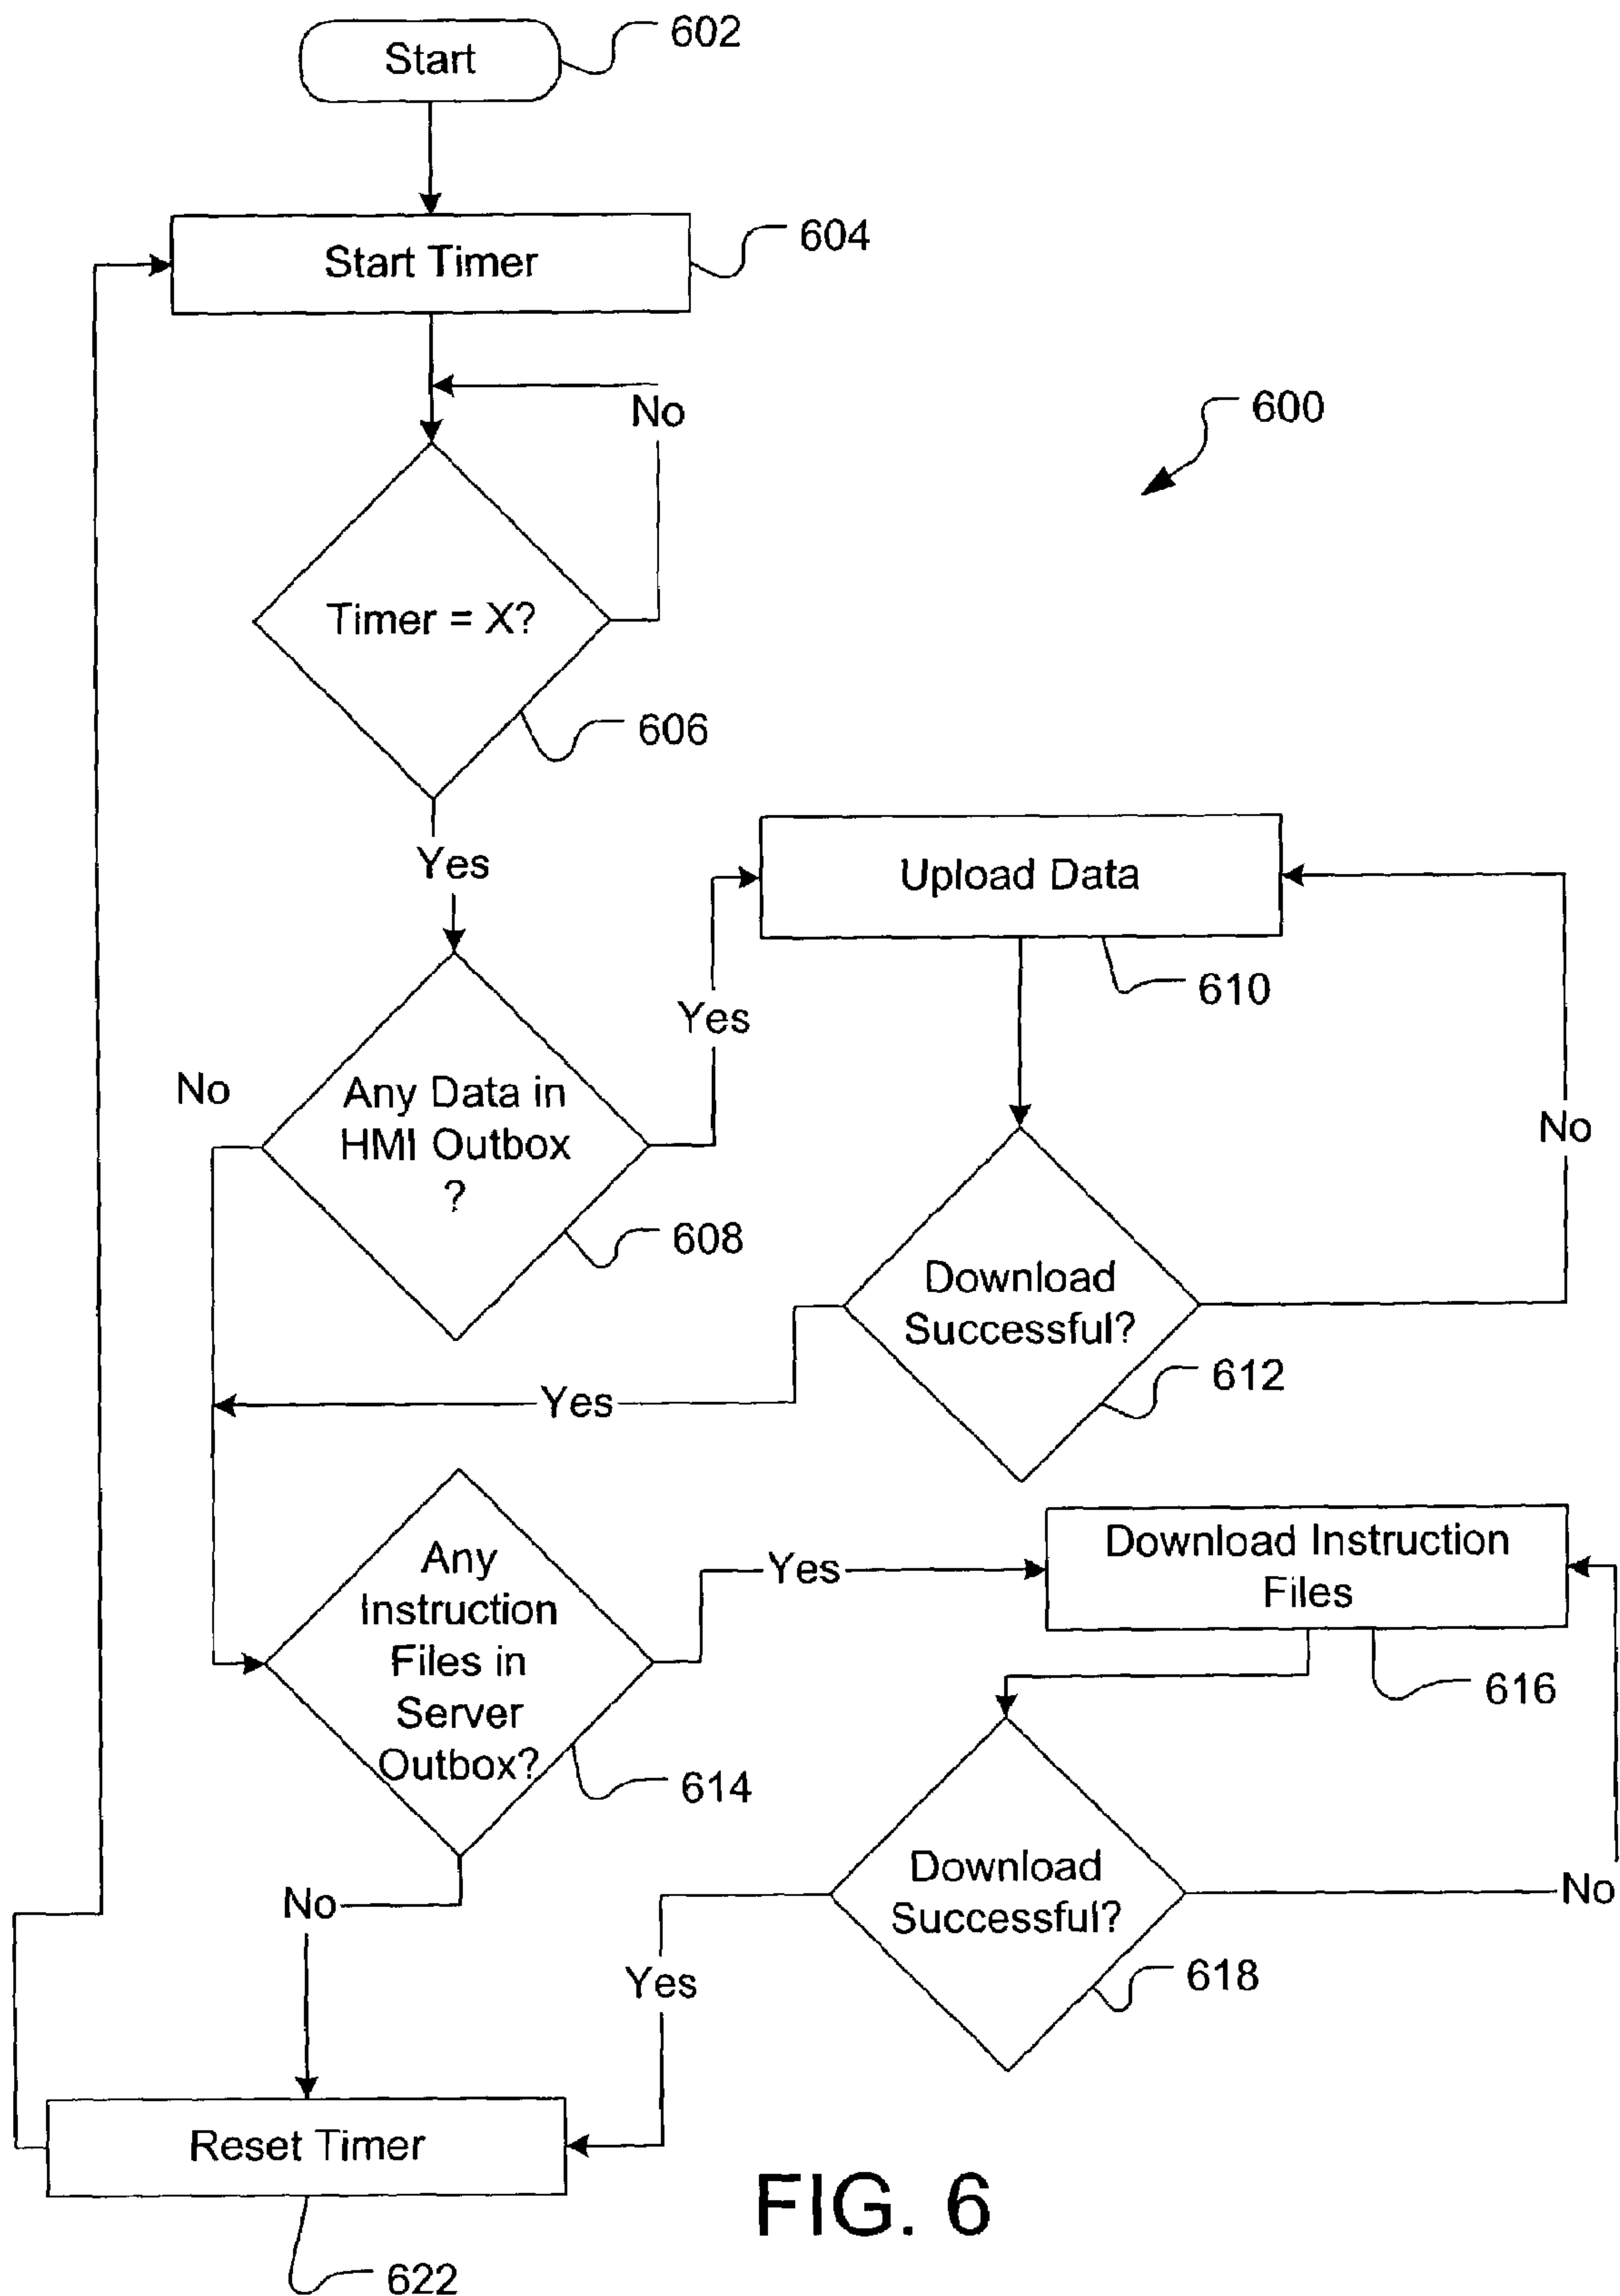 Start
602
Start Timer
604
No
600
Timer = X?
606
Yes
Upload Data
610
Yes
No
Any Data in
HMI Outbox
?
608
No
Download
Successful?
612
Yes
Any
Instruction
Files in
Server
Outbox?
614
Yes
Download Instruction
Files
616
No
Download
Successful?
618
No
Yes
Reset Timer
622
FIG. 6